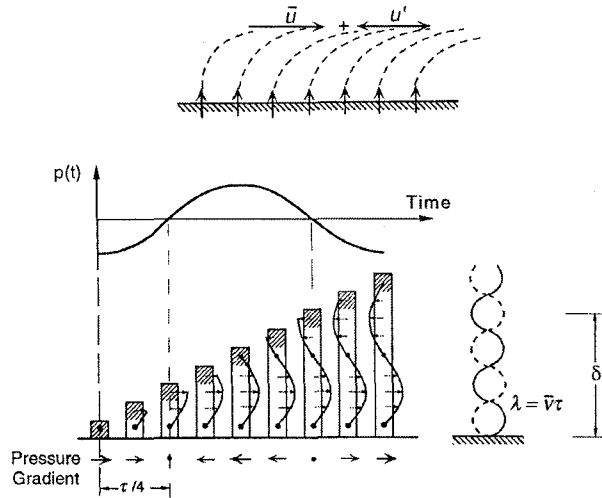 ū + u'
p(t)
Time
δ
λ = v̄τ
Pressure
Gradient
τ/4